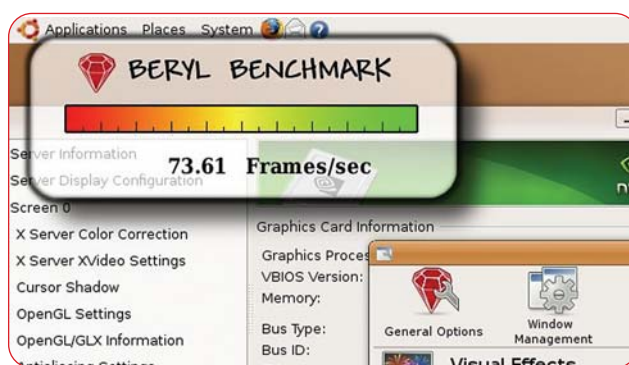 Applications Places System
BERYL BENCHMARK
73.61 Frames/sec
Server Information
Server Display Configuration
Screen 0
X Server Color Correction
X Server XVideo Settings
Cursor Shadow
OpenGL Settings
OpenGL/GLX Information
Antialiasing Settings
Graphics Card Information
Graphics Proces
VBIOS Version:
Memory:
Bus Type:
Bus ID:
General Options
Window
Management
Visual Effects